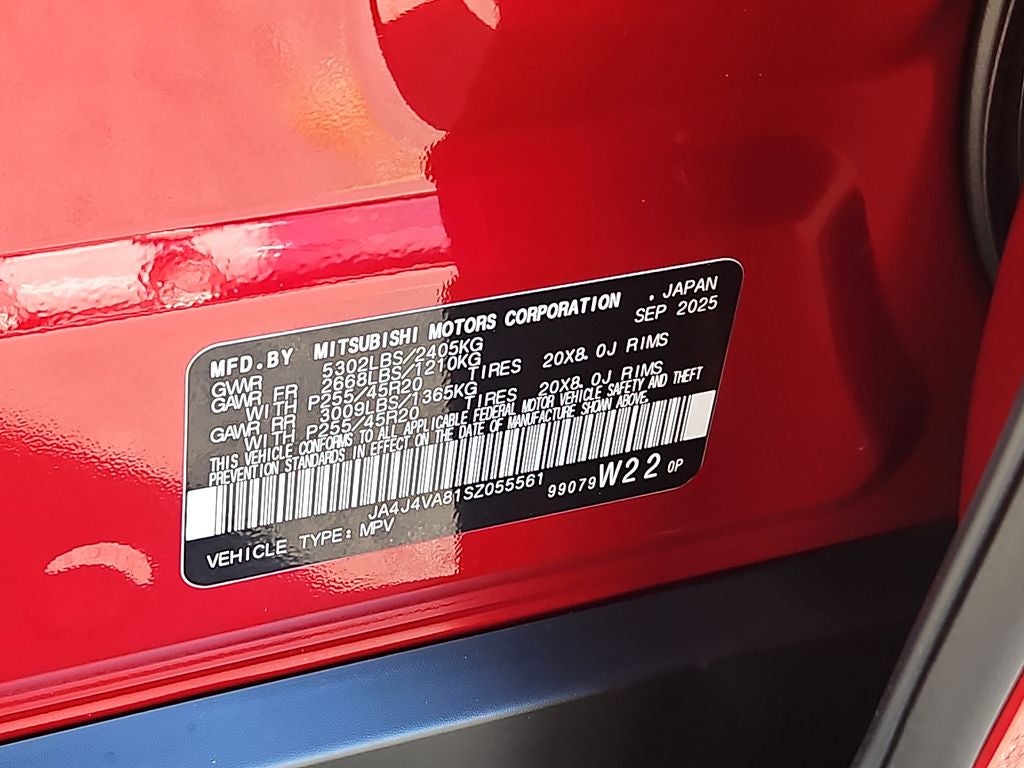 MFD.BY MITSUBISHI MOTORS CORPORATION . JAPAN
SEP 2025
GVWR 5302LBS/2405KG
GAWR FR 2668LBS/1210KG
WITH P255/45R20 TIRES 20X8.0J RIMS
GAWR RR 3009LBS/1365KG
WITH P255/45R20 TIRES 20X8.0J RIMS
THIS VEHICLE CONFORMS TO ALL APPLICABLE FEDERAL MOTOR VEHICLE SAFETY AND THEFT
PREVENTION STANDARDS IN EFFECT ON THE DATE OF MANUFACTURE SHOWN ABOVE.
JA4J4VA81SZ055561
99079 W22 OP
VEHICLE TYPE: MPV